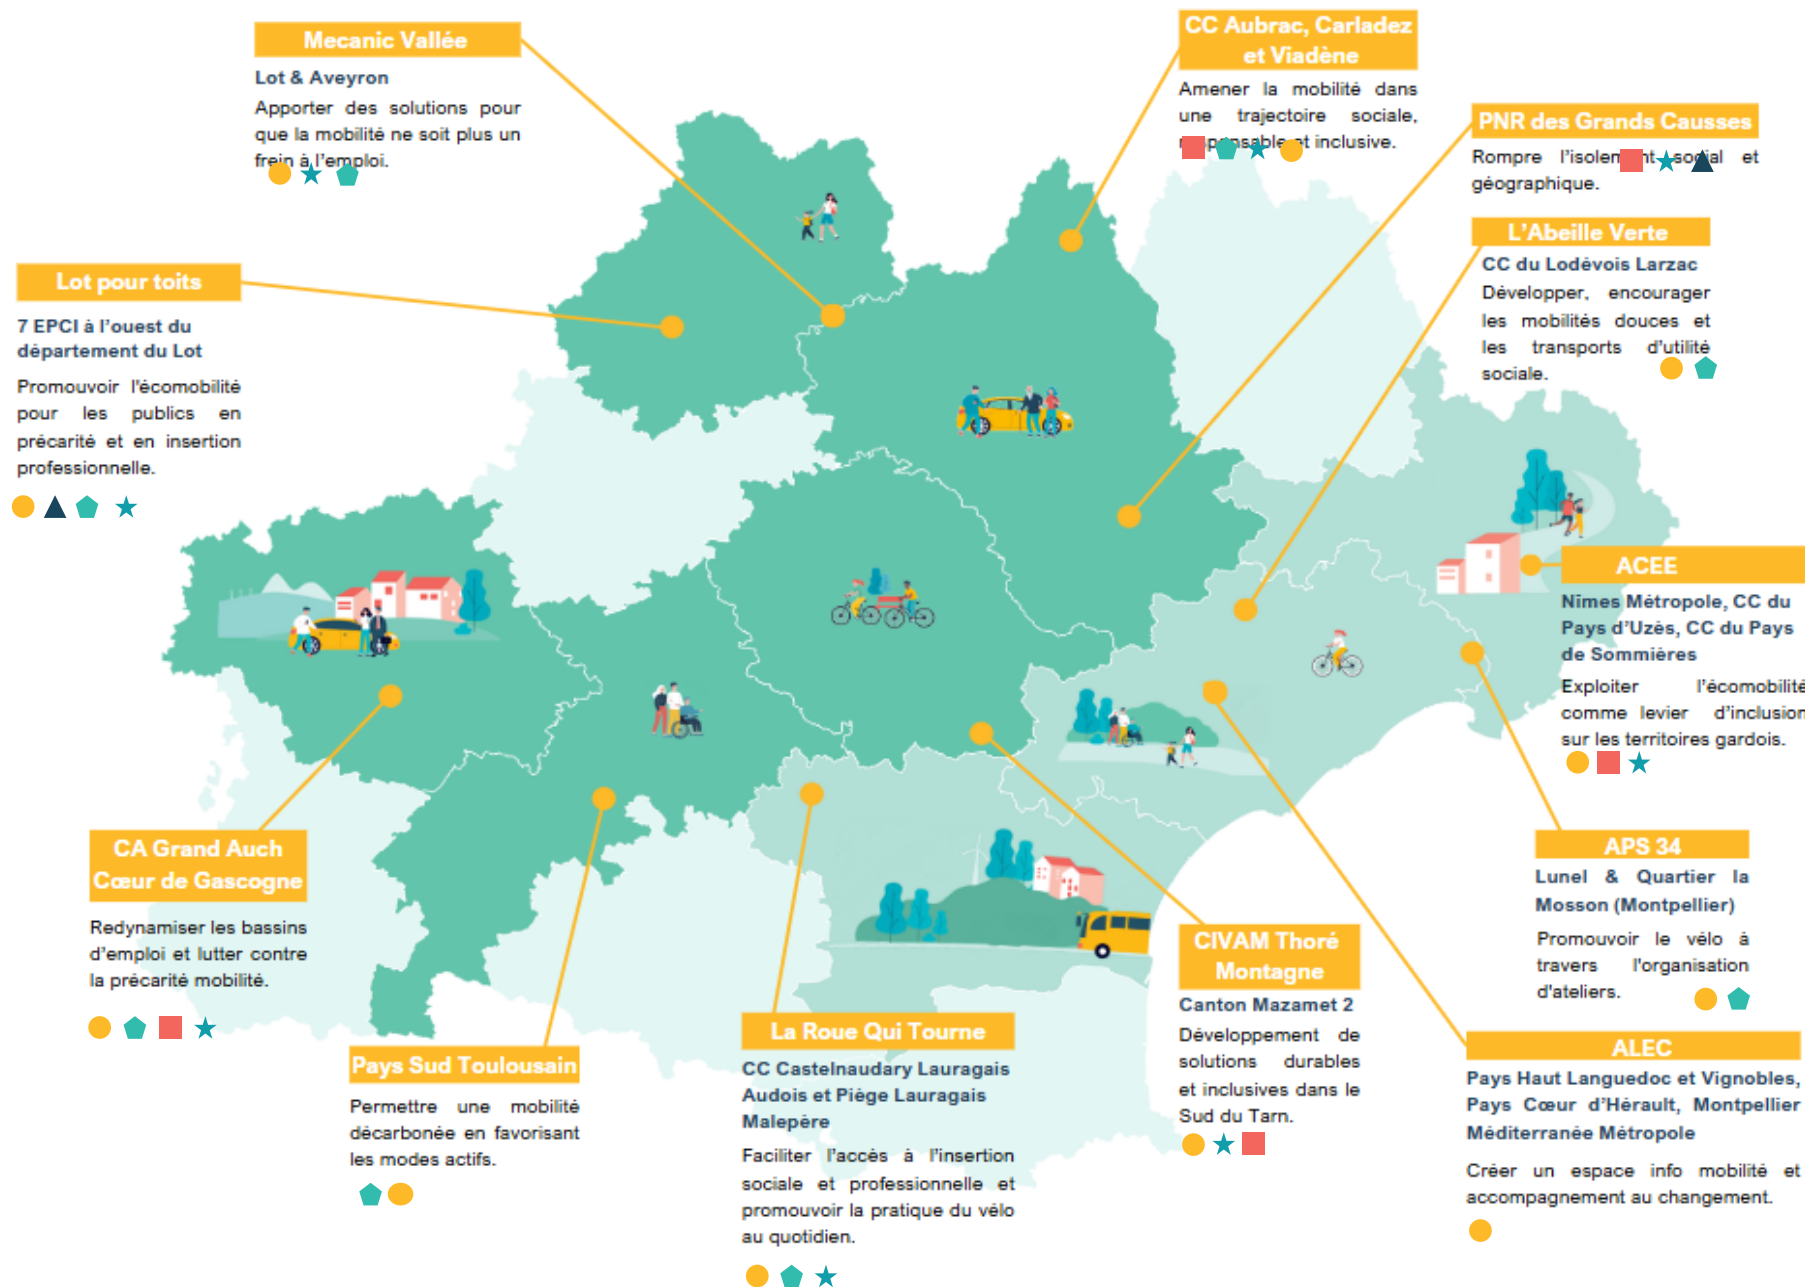 Mecanic Vallée
Lot & Aveyron
Apporter des solutions pour
que la mobilité ne soit plus un
frein à l'emploi.
CC Aubrac, Carladez
et Viadène
Amener la mobilité dans
une trajectoire sociale,
responsable et inclusive.
PNR des Grands Causses
Rompre l'isolement social et
géographique.
L'Abeille Verte
CC du Lodévois Larzac
Développer, encourager
les mobilités douces et
les transports d'utilité
sociale.
Lot pour toits
7 EPCI à l'ouest du
département du Lot
Promouvoir l'écomobilité
pour les publics en
précarité et en insertion
professionnelle.
ACEE
Nîmes Métropole, CC du
Pays d'Uzès, CC du Pays
de Sommières
Exploiter l'écomobilité
comme levier d'inclusion
sur les territoires gardois.
CA Grand Auch
Cœur de Gascogne
Redynamiser les bassins
d'emploi et lutter contre
la précarité mobilité.
APS 34
Lunel & Quartier la
Mosson (Montpellier)
Promouvoir le vélo à
travers l'organisation
d'ateliers.
CIVAM Thoré
Montagne
Canton Mazamet 2
Développement de
solutions durables
et inclusives dans le
Sud du Tarn.
La Roue Qui Tourne
CC Castelnaudary Lauragais
Audois et Piège Lauragais
Malepère
Faciliter l'accès à l'insertion
sociale et professionnelle et
promouvoir la pratique du vélo
au quotidien.
Pays Sud Toulousain
Permettre une mobilité
décarbonée en favorisant
les modes actifs.
ALEC
Pays Haut Languedoc et Vignobles,
Pays Cœur d'Hérault, Montpellier
Méditerranée Métropole
Créer un espace info mobilité et
accompagnement au changement.